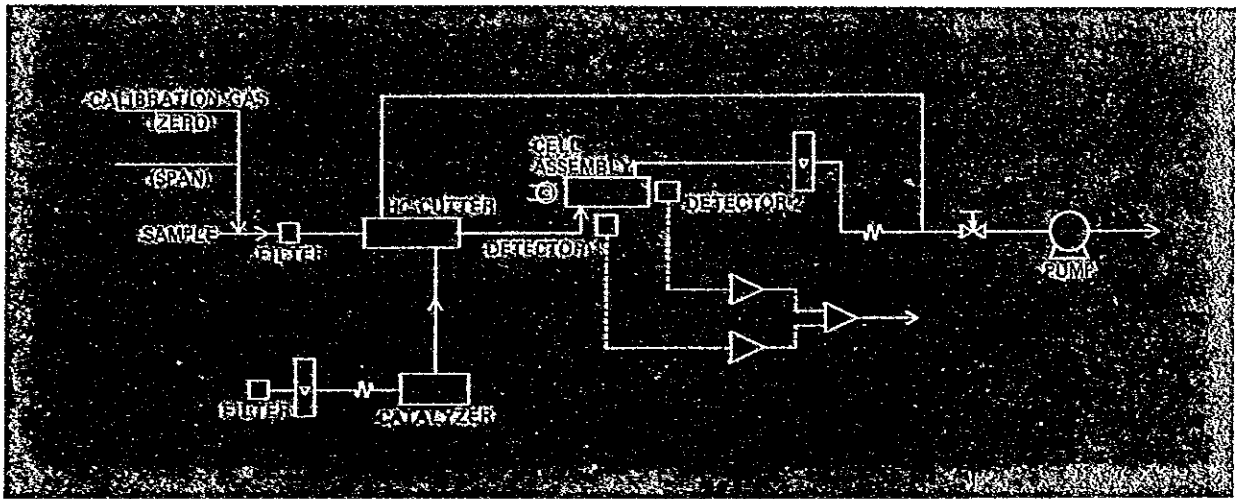 CALIBRATION GAS
(ZERO)
(SPAN)
SAMPLE
FILTER
HC CUTTER
CELL
ASSEMBLY
DETECTOR 1
DETECTOR 2
PUMP
FILTER
CATALYZER